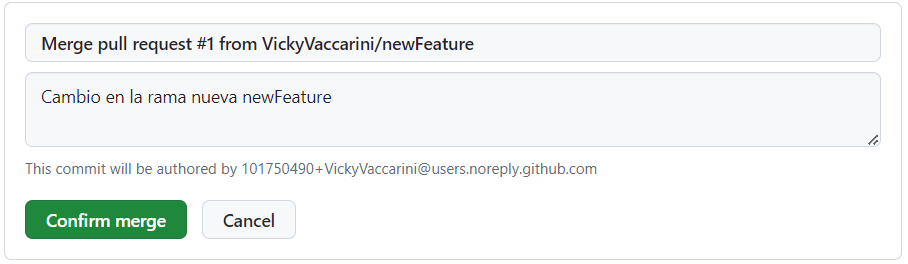 Merge pull request #1 from VickyVaccarini/newFeature
Cambio en la rama nueva newFeature
This commit will be authored by 101750490+VickyVaccarini@users.noreply.github.com
Confirm merge
Cancel